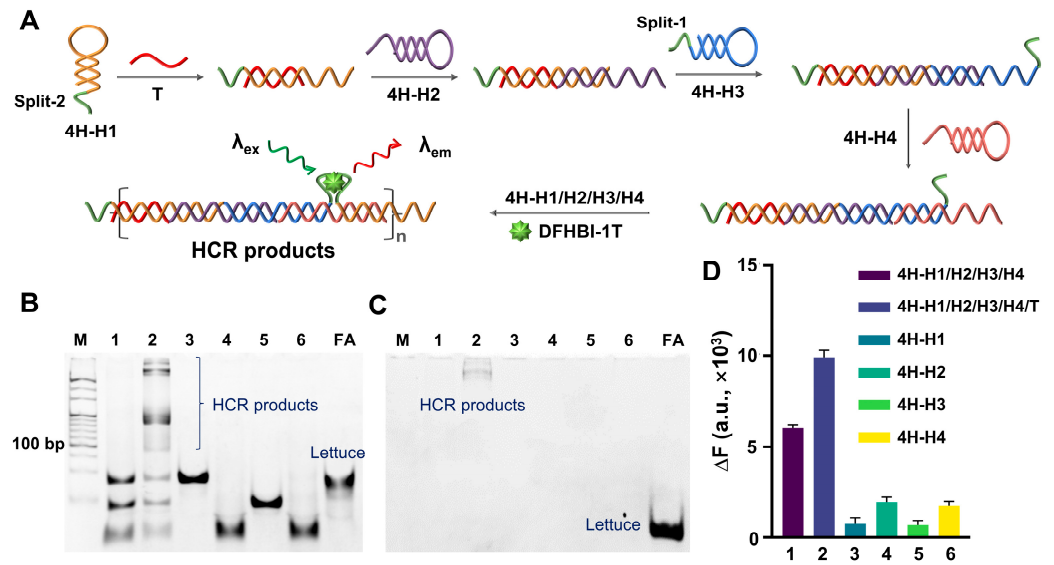 A
Split-2
4H-H1
T
4H-H2
Split-1
4H-H3
4H-H4
λex
λem
n
HCR products
4H-H1/H2/H3/H4
DFHBI-1T
B
M 1 2 3 4 5 6 FA
HCR products
100 bp
Lettuce
C
M 1 2 3 4 5 6 FA
HCR products
Lettuce
D
ΔF (a.u., ×10³)
15
10
5
0
1 2 3 4 5 6
4H-H1/H2/H3/H4
4H-H1/H2/H3/H4/T
4H-H1
4H-H2
4H-H3
4H-H4